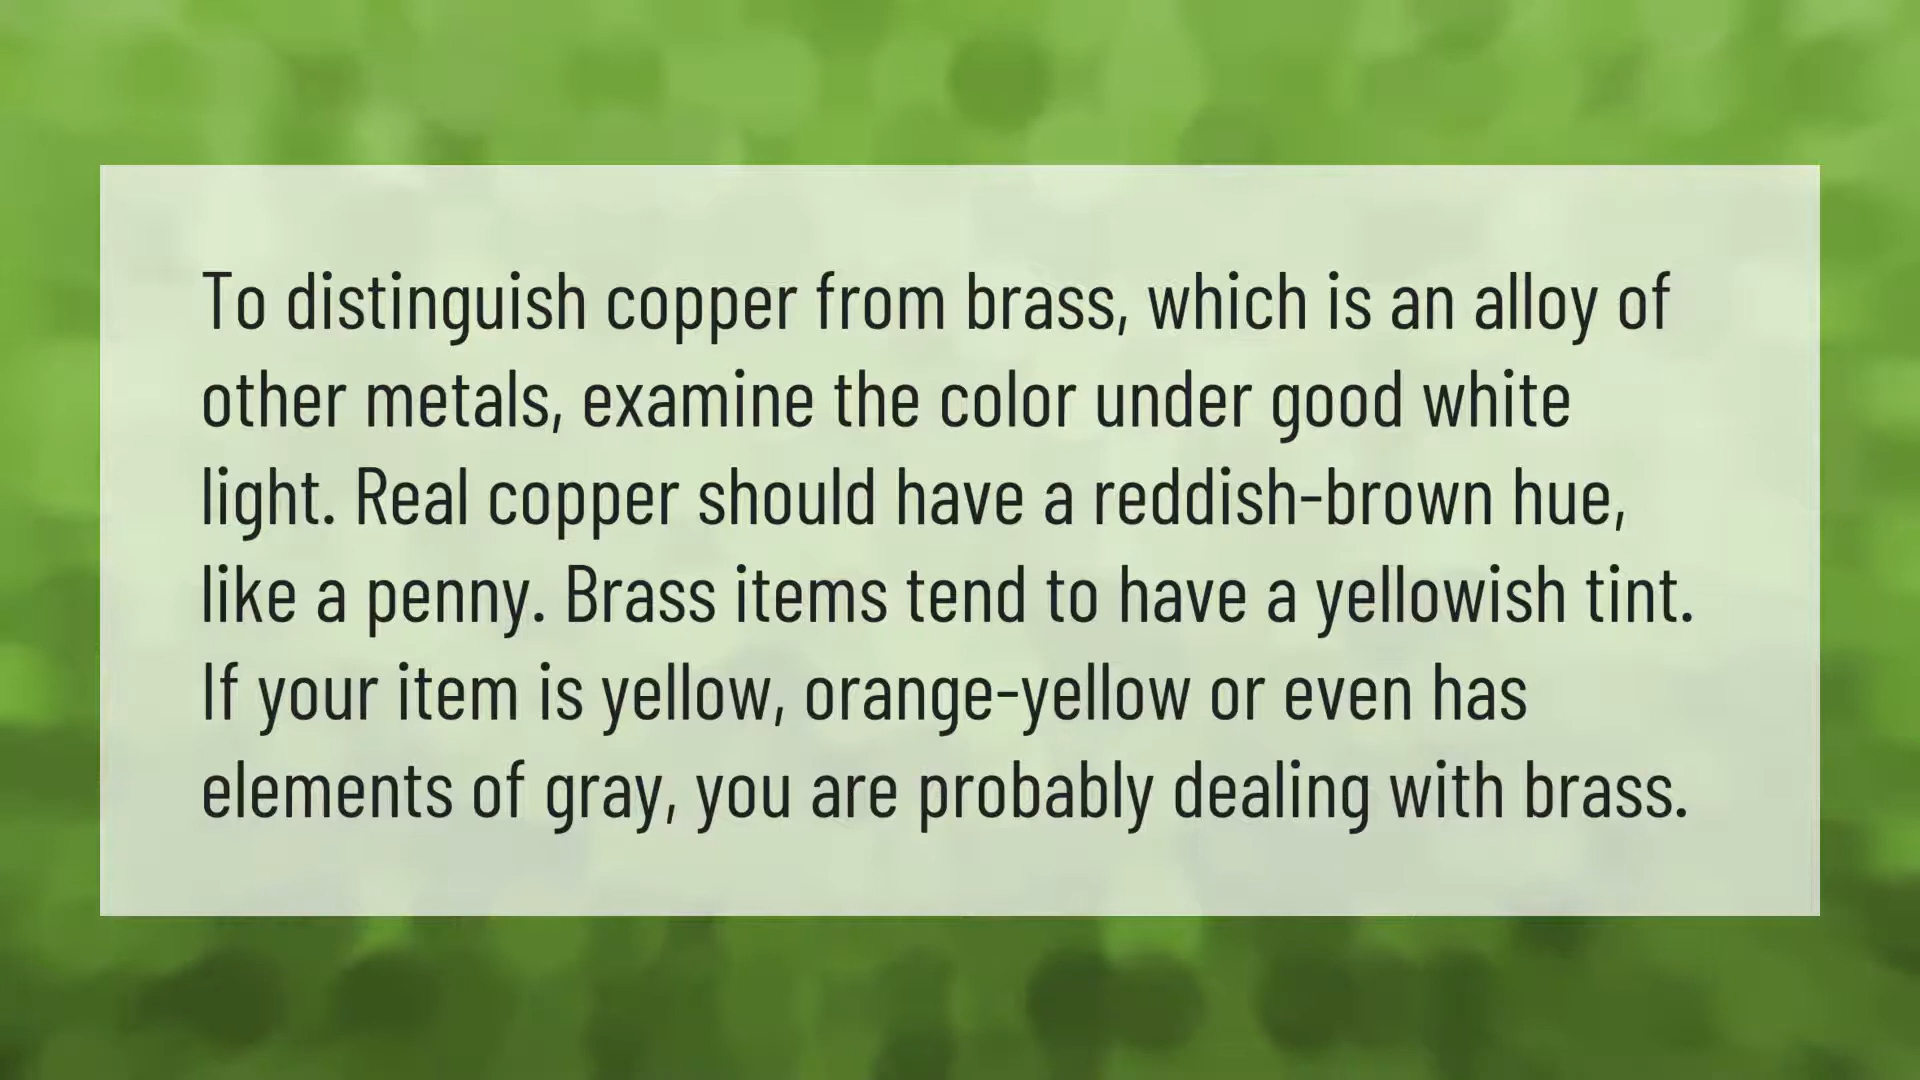 To distinguish copper from brass, which is an alloy of
other metals, examine the color under good white
light. Real copper should have a reddish-brown hue,
like a penny. Brass items tend to have a yellowish tint.
If your item is yellow, orange-yellow or even has
elements of gray, you are probably dealing with brass.